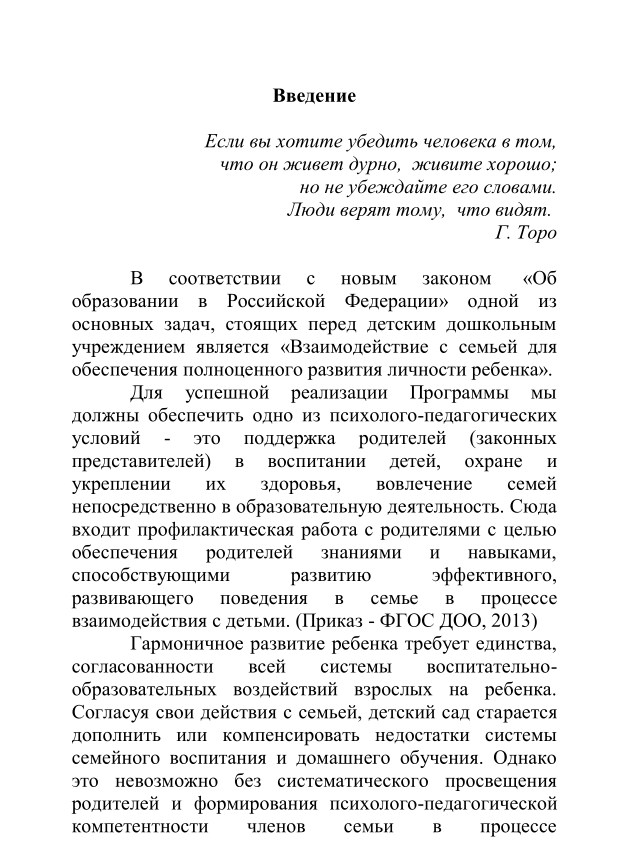 Введение
Если вы хотите убедить человека в том,
что он живет дурно, живите хорошо;
но не убеждайте его словами.
Люди верят тому, что видят.
Г. Торо
В соответствии с новым законом «Об
образовании в Российской Федерации» одной из
основных задач, стоящих перед детским дошкольным
учреждением является «Взаимодействие с семьей для
обеспечения полноценного развития личности ребенка».
Для успешной реализации Программы мы
должны обеспечить одно из психолого-педагогических
условий - это поддержка родителей (законных
представителей) в воспитании детей, охране и
укреплении их здоровья, вовлечение семей
непосредственно в образовательную деятельность. Сюда
входит профилактическая работа с родителями с целью
обеспечения родителей знаниями и навыками,
способствующими развитию эффективного,
развивающего поведения в семье в процессе
взаимодействия с детьми. (Приказ - ФГОС ДОО, 2013)
Гармоничное развитие ребенка требует единства,
согласованности всей системы воспитательно-
образовательных воздействий взрослых на ребенка.
Согласуя свои действия с семьей, детский сад старается
дополнить или компенсировать недостатки системы
семейного воспитания и домашнего обучения. Однако
это невозможно без систематического просвещения
родителей и формирования психолого-педагогической
компетентности членов семьи в процессе